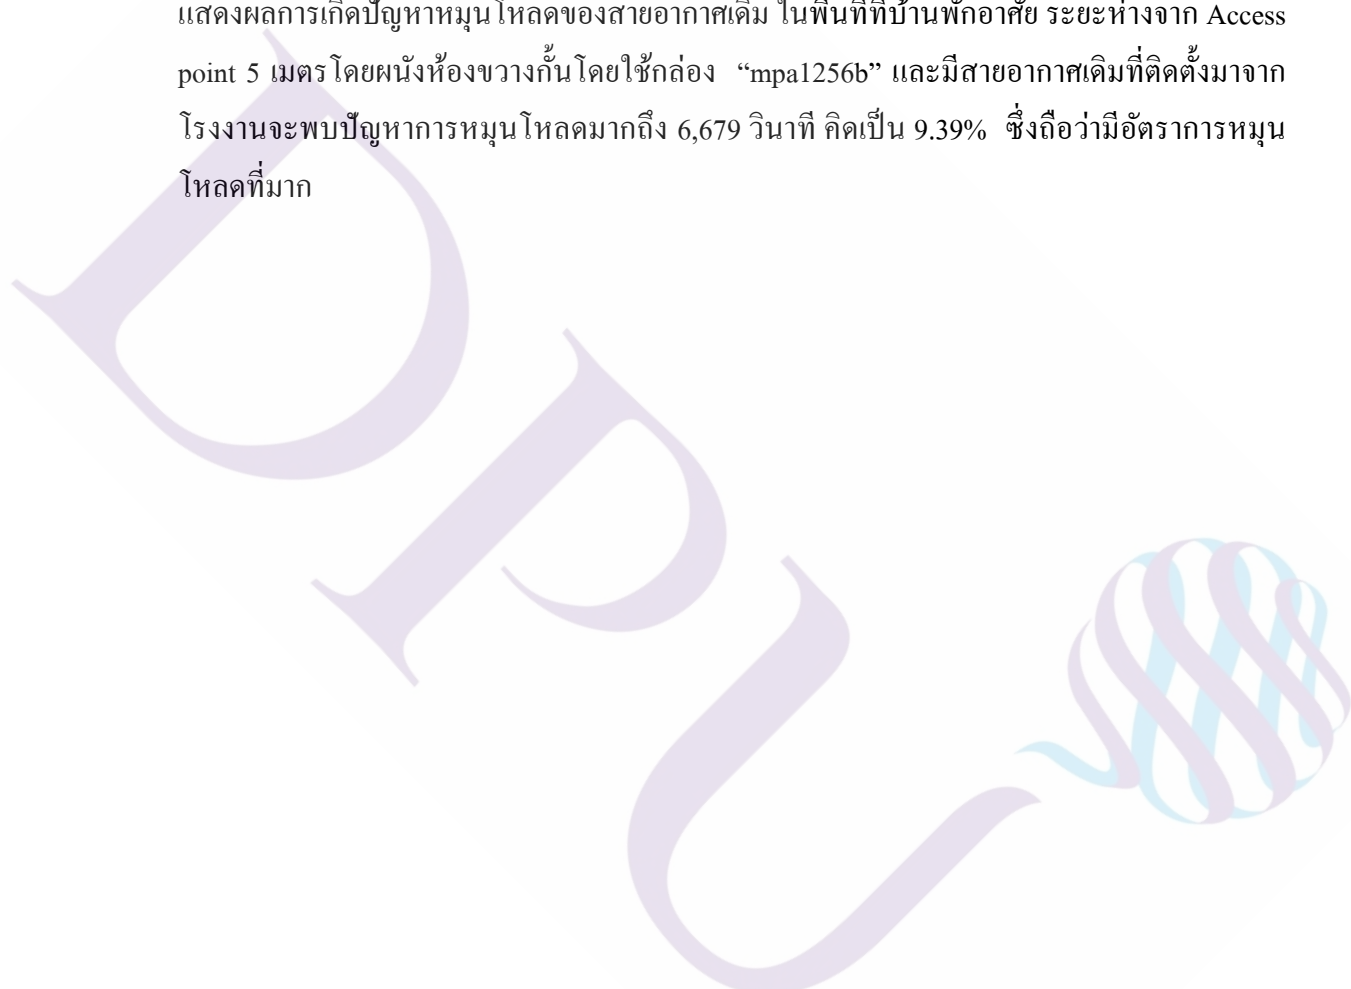 แสดงผลการเกิดปัญหาหมุนโหลดของสายอากาศเดิม ในพื้นที่ที่บ้านพักอาศัย ระยะห่างจาก Access
point 5 เมตร โดยผนังห้องขวางกั้นโดยใช้กล่อง “mpa1256b” และมีสายอากาศเดิมที่ติดตั้งมาจาก
โรงงานจะพบปัญหาการหมุนโหลดมากถึง 6,679 วินาที คิดเป็น 9.39% ซึ่งถือว่ามีอัตราการหมุน
โหลดที่มาก
DPU